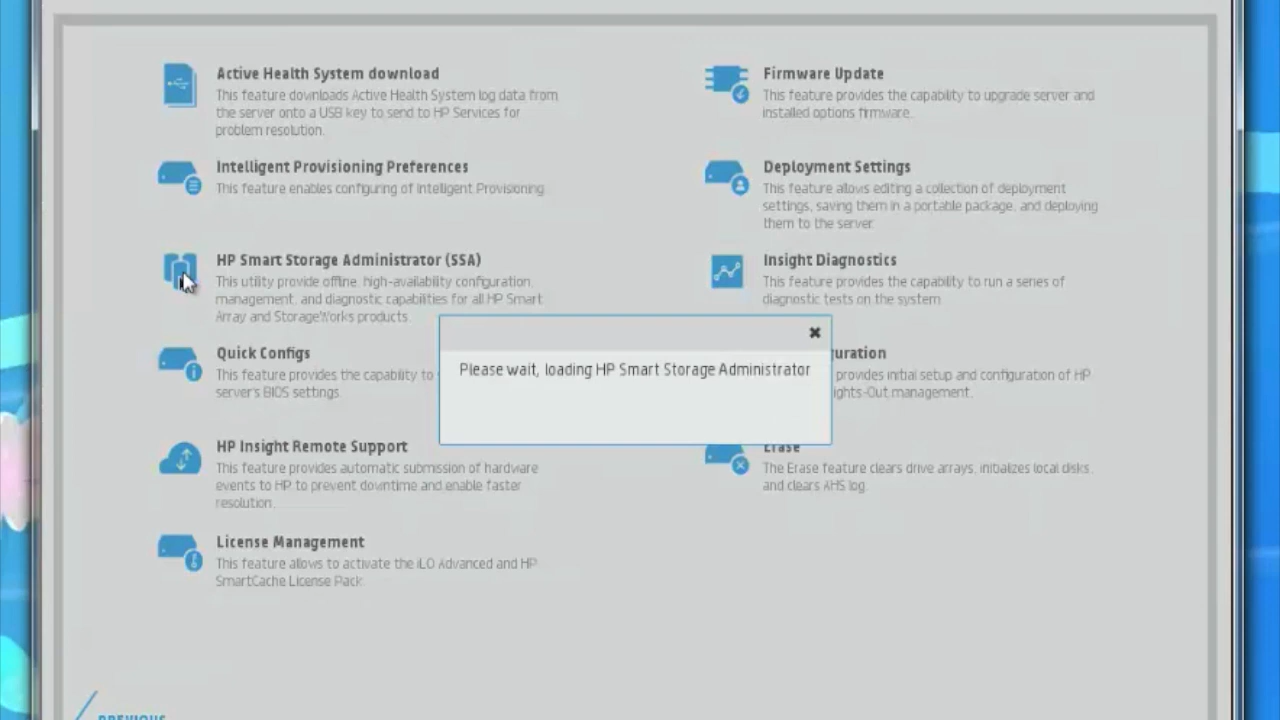 Active Health System download
This feature downloads Active Health System log data from
the server onto a USB key to send to HP Services for
problem resolution.
Intelligent Provisioning Preferences
This feature enables configuring of Intelligent Provisioning.
HP Smart Storage Administrator (SSA)
This utility provide offline, high-availability configuration,
management, and diagnostic capabilities for all HP Smart
Array and StorageWorks products.
Quick Configs
This feature provides the capability to
server's BIOS settings.
HP Insight Remote Support
This feature provides automatic submission of hardware
events to HP to prevent downtime and enable faster
resolution.
License Management
This feature allows to activate the iLO Advanced and HP
SmartCache License Pack.
Firmware Update
This feature provides the capability to upgrade server and
installed options firmware.
Deployment Settings
This feature allows editing a collection of deployment
settings, saving them in a portable package, and deploying
them to the server.
Insight Diagnostics
This feature provides the capability to run a series of
diagnostic tests on the system.
uration
provides initial setup and configuration of HP
ights-Out management.
Erase
The Erase feature clears drive arrays, initializes local disks,
and clears AHS log.
Please wait, loading HP Smart Storage Administrator
PREVIOUS